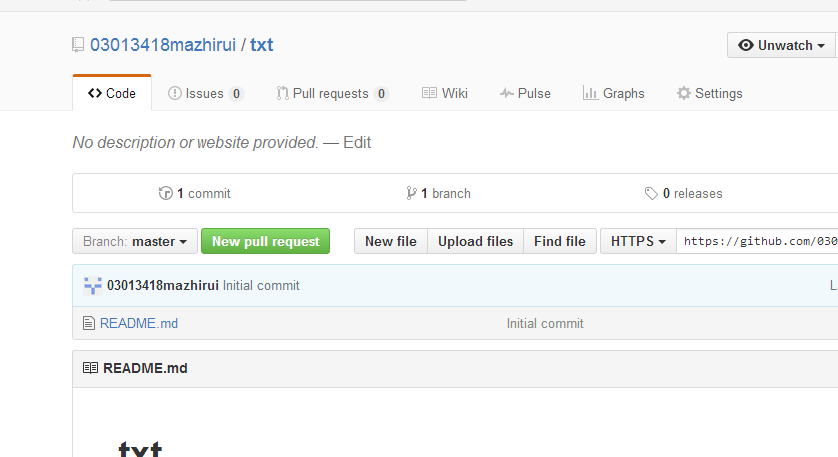 03013418mazhirui / txt
Unwatch
Code Issues 0 Pull requests 0 Wiki Pulse Graphs Settings
No description or website provided. — Edit
1 commit 1 branch 0 releases
Branch: master New pull request New file Upload files Find file HTTPS https://github.com/030
03013418mazhirui Initial commit
README.md Initial commit
README.md
txt